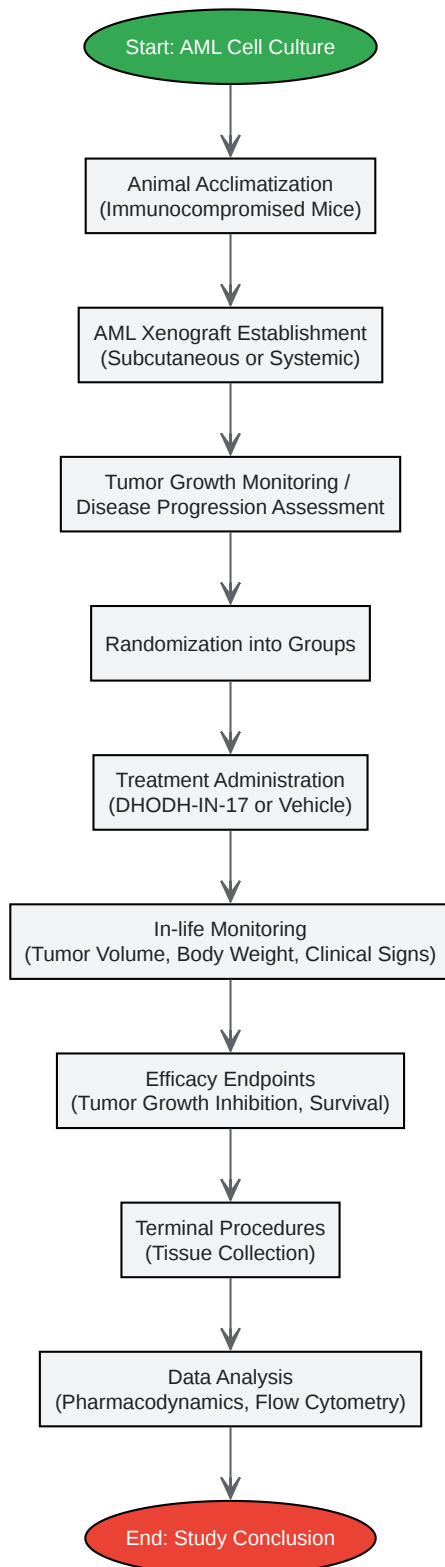 Start: AML Cell Culture
Animal Acclimatization
(Immunocompromised Mice)
AML Xenograft Establishment
(Subcutaneous or Systemic)
Tumor Growth Monitoring /
Disease Progression Assessment
Randomization into Groups
Treatment Administration
(DHODH-IN-17 or Vehicle)
In-life Monitoring
(Tumor Volume, Body Weight, Clinical Signs)
Efficacy Endpoints
(Tumor Growth Inhibition, Survival)
Terminal Procedures
(Tissue Collection)
Data Analysis
(Pharmacodynamics, Flow Cytometry)
End: Study Conclusion